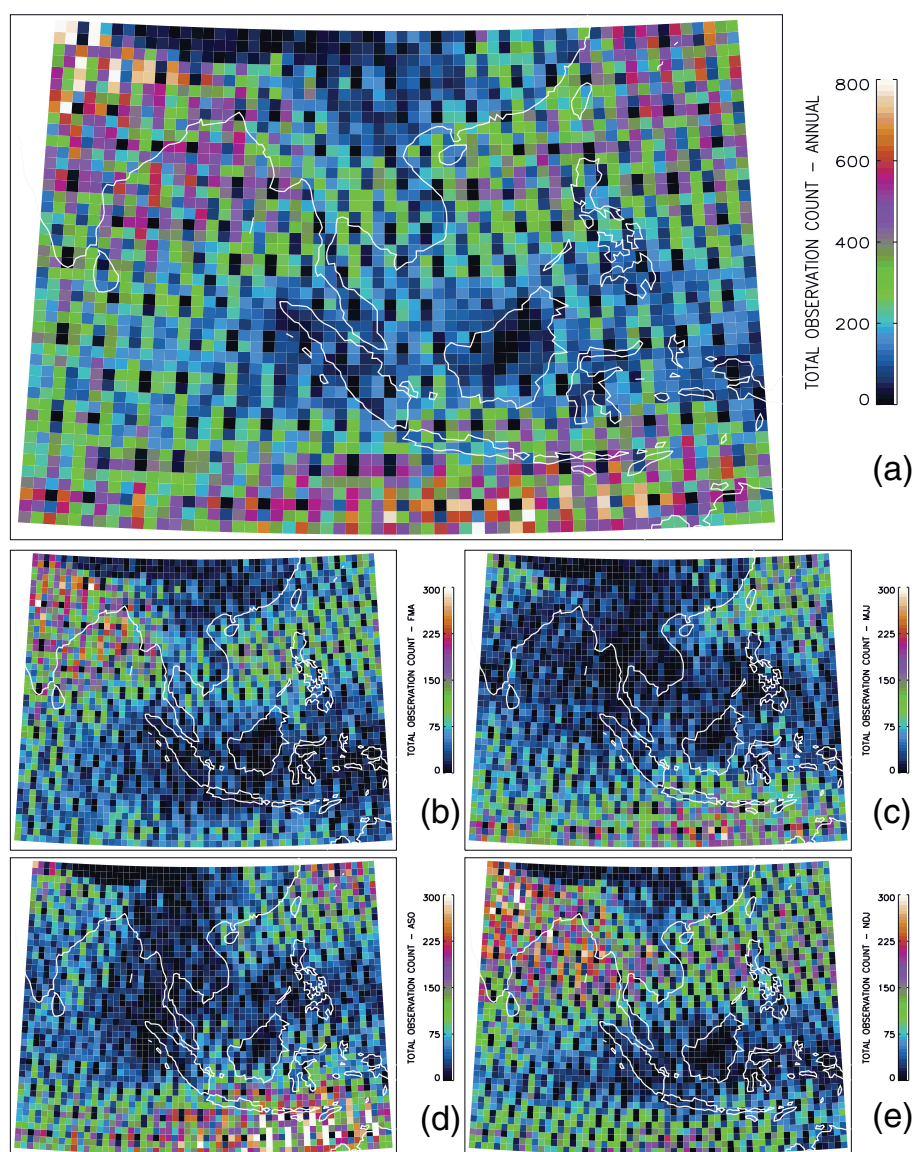 800
600
400
200
0
TOTAL OBSERVATION COUNT – ANNUAL
(a)
300
225
150
75
0
TOTAL OBSERVATION COUNT – FMA
(b)
300
225
150
75
0
TOTAL OBSERVATION COUNT – MJJ
(c)
300
225
150
75
0
TOTAL OBSERVATION COUNT – ASO
(d)
300
225
150
75
0
TOTAL OBSERVATION COUNT – NDJ
(e)